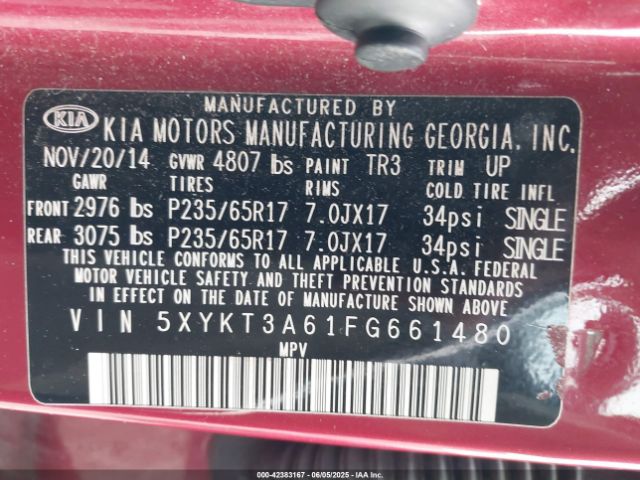 MANUFACTURED BY
KIA KIA MOTORS MANUFACTURING GEORGIA, INC.
NOV/20/14 GVWR 4807 lbs PAINT TR3 TRIM UP
GAWR TIRES RIMS COLD TIRE INFL
FRONT 2976 lbs P235/65R17 7.0JX17 34psi SINGLE
REAR 3075 lbs P235/65R17 7.0JX17 34psi SINGLE
THIS VEHICLE CONFORMS TO ALL APPLICABLE U.S.A. FEDERAL
MOTOR VEHICLE SAFETY AND THEFT PREVENTION STANDARDS
IN EFFECT ON THE DATE OF MANUFACTURE SHOWN ABOVE.
VIN 5XYKT3A61FG661480
MPV
00-42383167 • 06/05/2025 • IAA Inc.